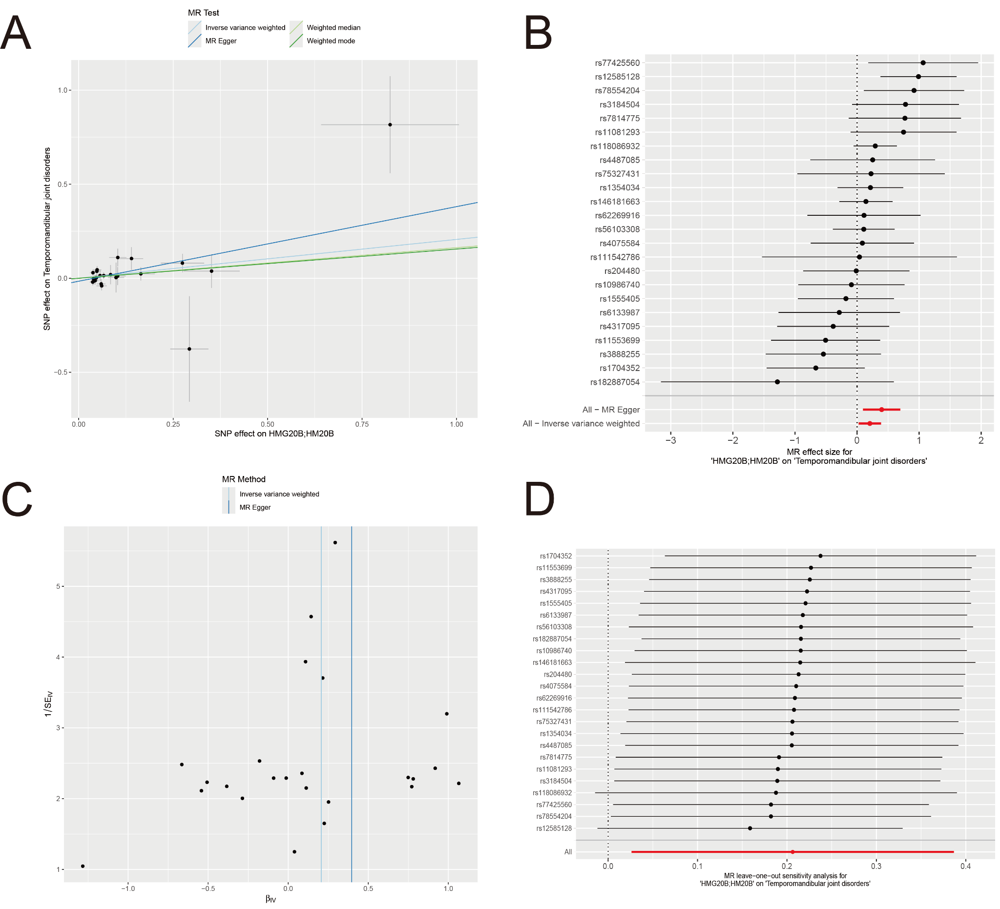 A
MR Test
Inverse variance weighted
Weighted median
MR Egger
Weighted mode
SNP effect on Temporomandibular joint disorders
1.0
0.5
0.0
−0.5
0.00
0.25
0.50
0.75
1.00
SNP effect on HMG20B;HM20B
B
rs77425560
rs12585128
rs78554204
rs3184504
rs7814775
rs11081293
rs118086932
rs4487085
rs75327431
rs1354034
rs146181663
rs62269916
rs56103308
rs4075584
rs111542786
rs204480
rs10986740
rs1555405
rs6133987
rs4317095
rs11553699
rs3888255
rs1704352
rs182887054
All − MR Egger
All − Inverse variance weighted
−3
−2
−1
0
1
2
MR effect size for
'HMG20B;HM20B' on 'Temporomandibular joint disorders'
C
MR Method
Inverse variance weighted
MR Egger
1/SEIV
5
4
3
2
1
−1.0
−0.5
0.0
0.5
1.0
βIV
D
rs1704352
rs11553699
rs3888255
rs4317095
rs1555405
rs6133987
rs56103308
rs182887054
rs10986740
rs146181663
rs204480
rs4075584
rs62269916
rs111542786
rs75327431
rs1354034
rs4487085
rs7814775
rs11081293
rs3184504
rs118086932
rs77425560
rs78554204
rs12585128
All
0.0
0.1
0.2
0.3
0.4
MR leave−one−out sensitivity analysis for
'HMG20B;HM20B' on 'Temporomandibular joint disorders'